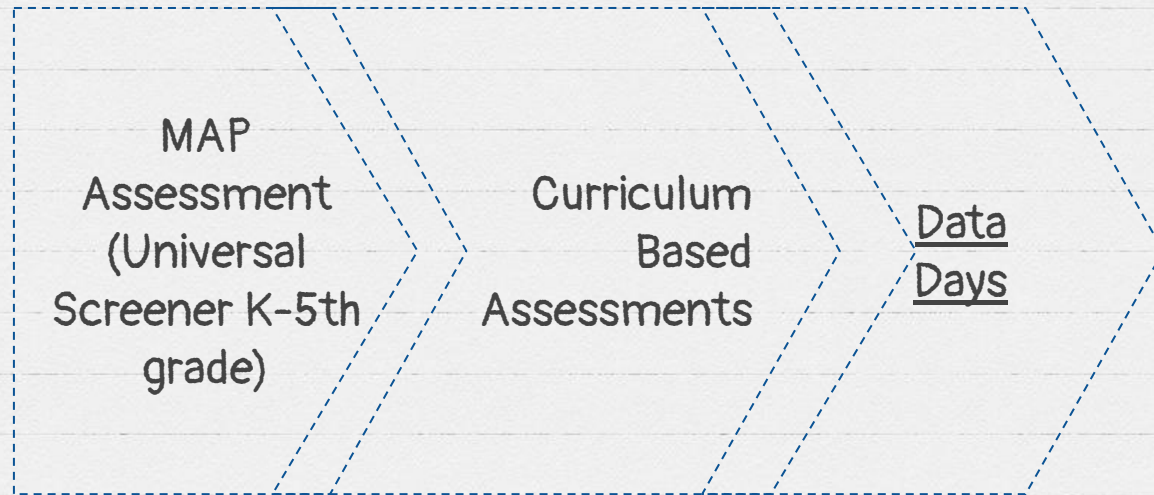 MAP
Assessment
(Universal
Screener K-5th
grade)
Curriculum
Based
Assessments
Data
Days